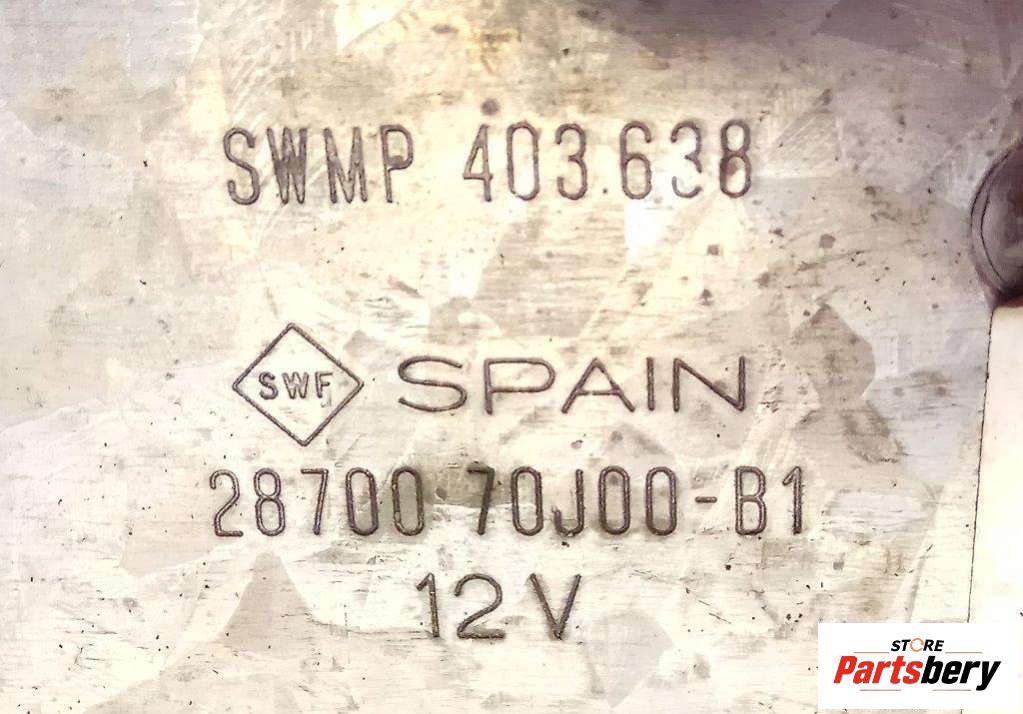 SWMP 403.638
SWF SPAIN
28700 70J00-B1
12V
STORE
Partsbery